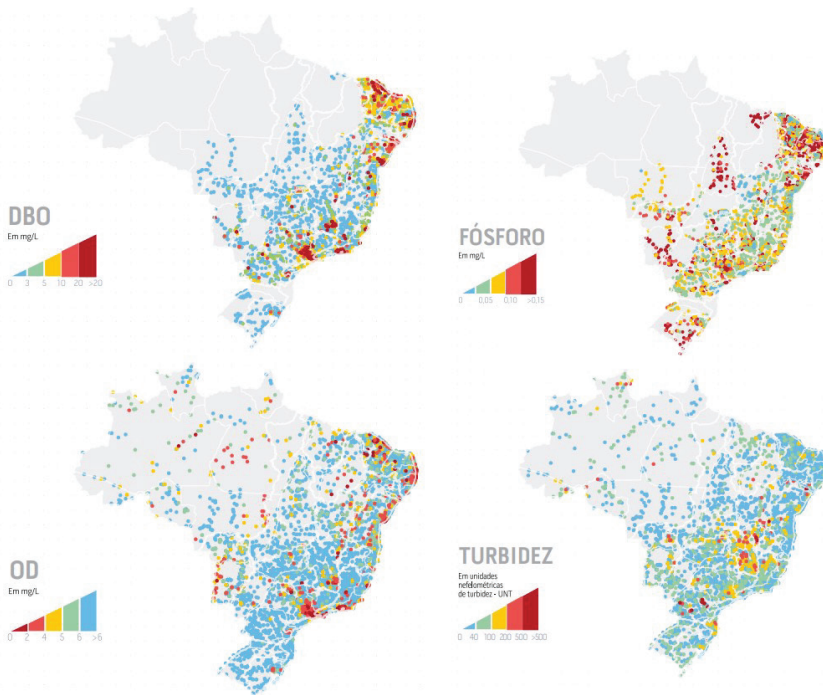 DBO
Em mg/L
0 3 5 10 20 >20
FÓSFORO
Em mg/L
0 0,05 0,10 >0,15
OD
Em mg/L
0 2 4 5 6 >6
TURBIDEZ
Em unidades
nefelométricas
de turbidez - UNT
0 40 100 200 500 >500